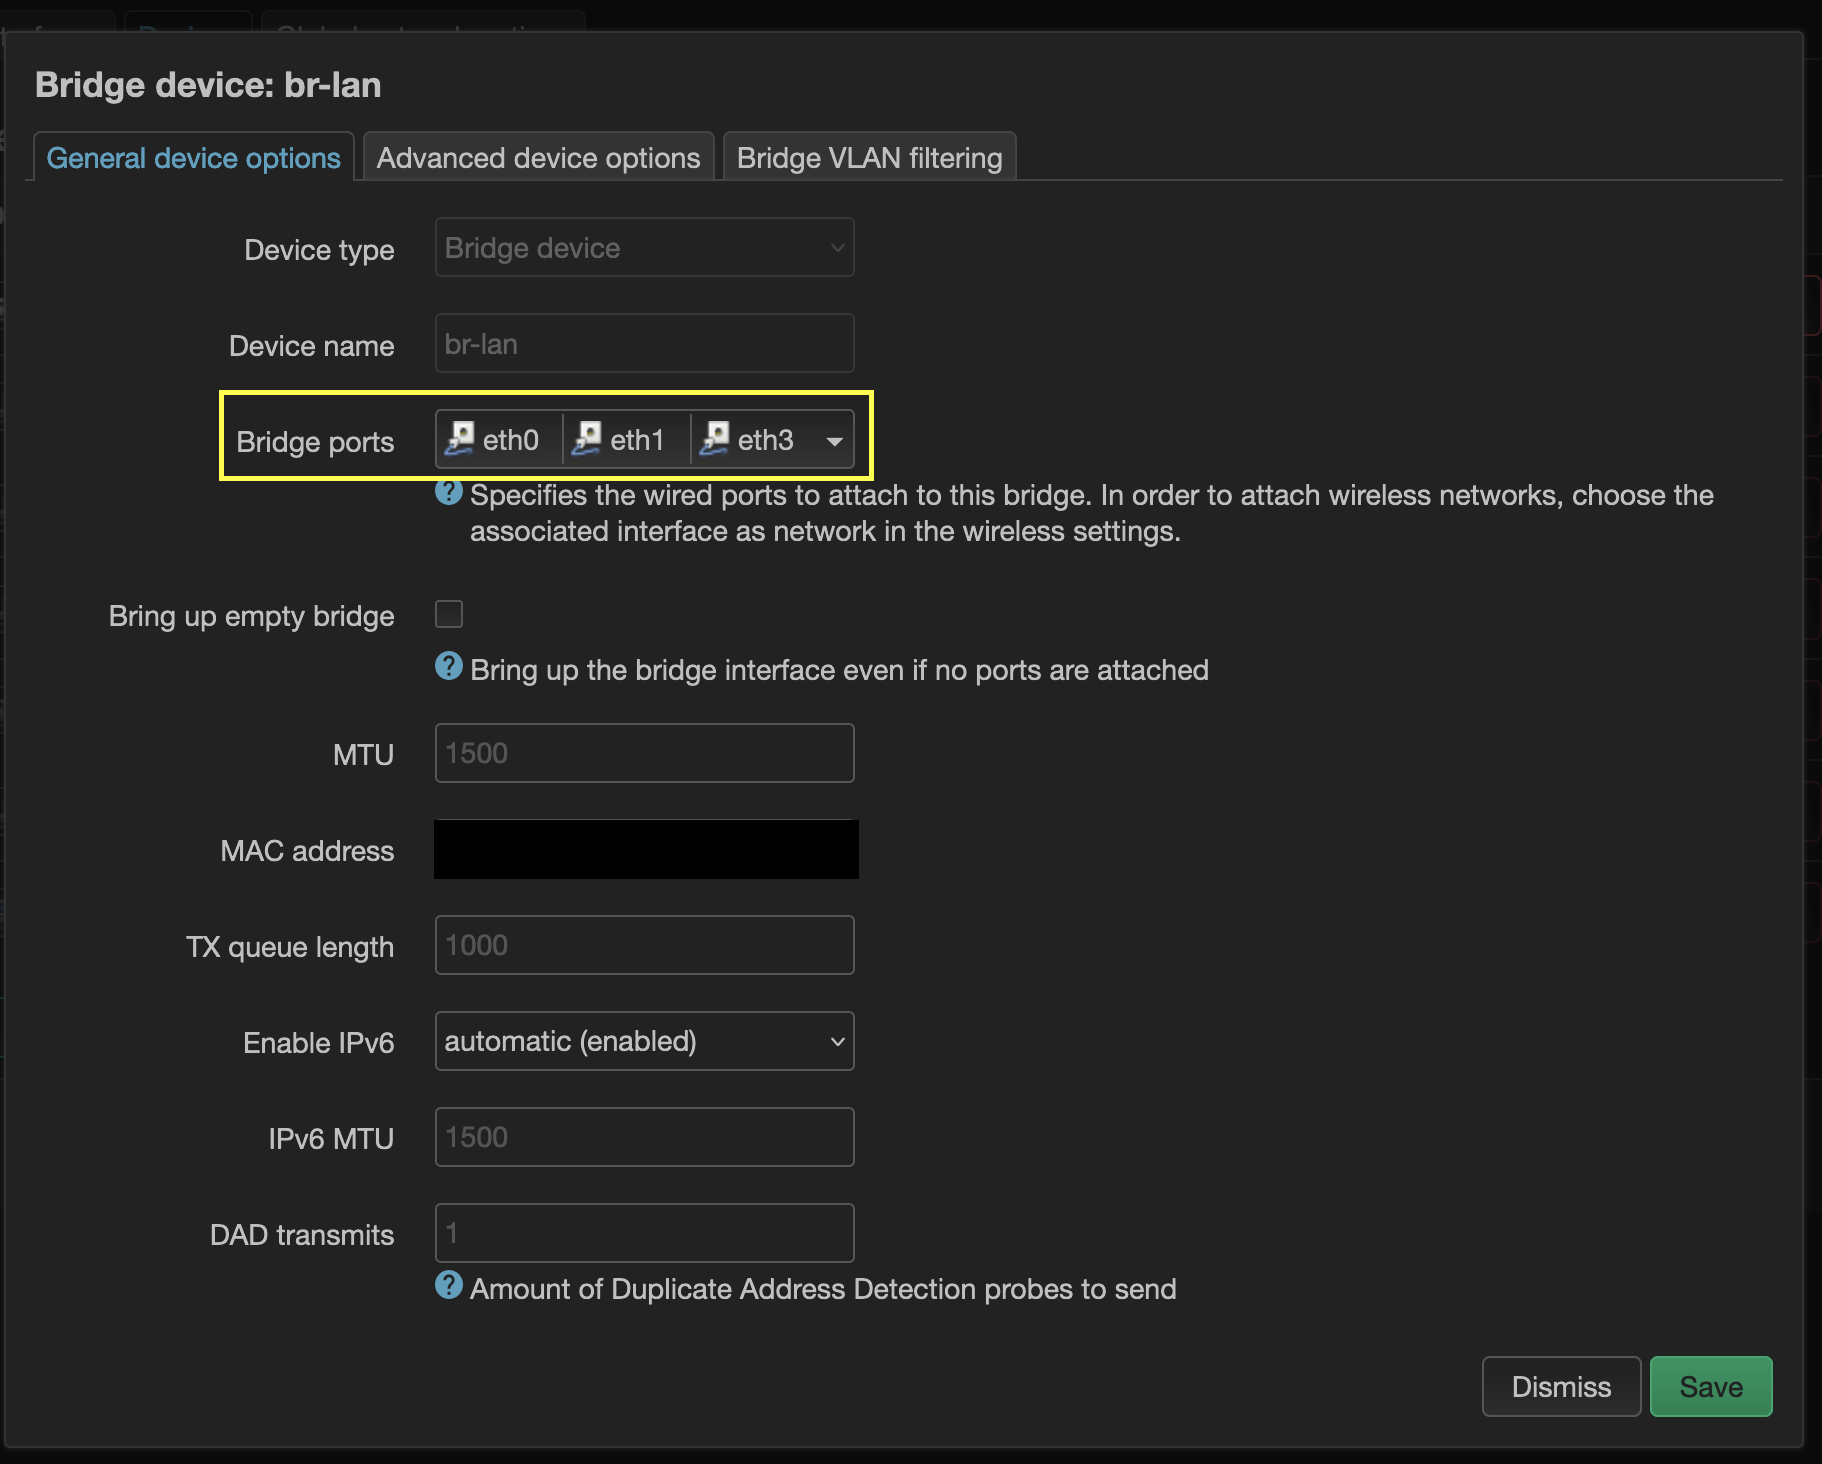 Bridge device: br-lan
General device options
Advanced device options
Bridge VLAN filtering
Device type
Bridge device
Device name
br-lan
Bridge ports
eth0
eth1
eth3
Specifies the wired ports to attach to this bridge. In order to attach wireless networks, choose the
associated interface as network in the wireless settings.
Bring up empty bridge
Bring up the bridge interface even if no ports are attached
MTU
1500
MAC address
TX queue length
1000
Enable IPv6
automatic (enabled)
IPv6 MTU
1500
DAD transmits
1
Amount of Duplicate Address Detection probes to send
Dismiss
Save